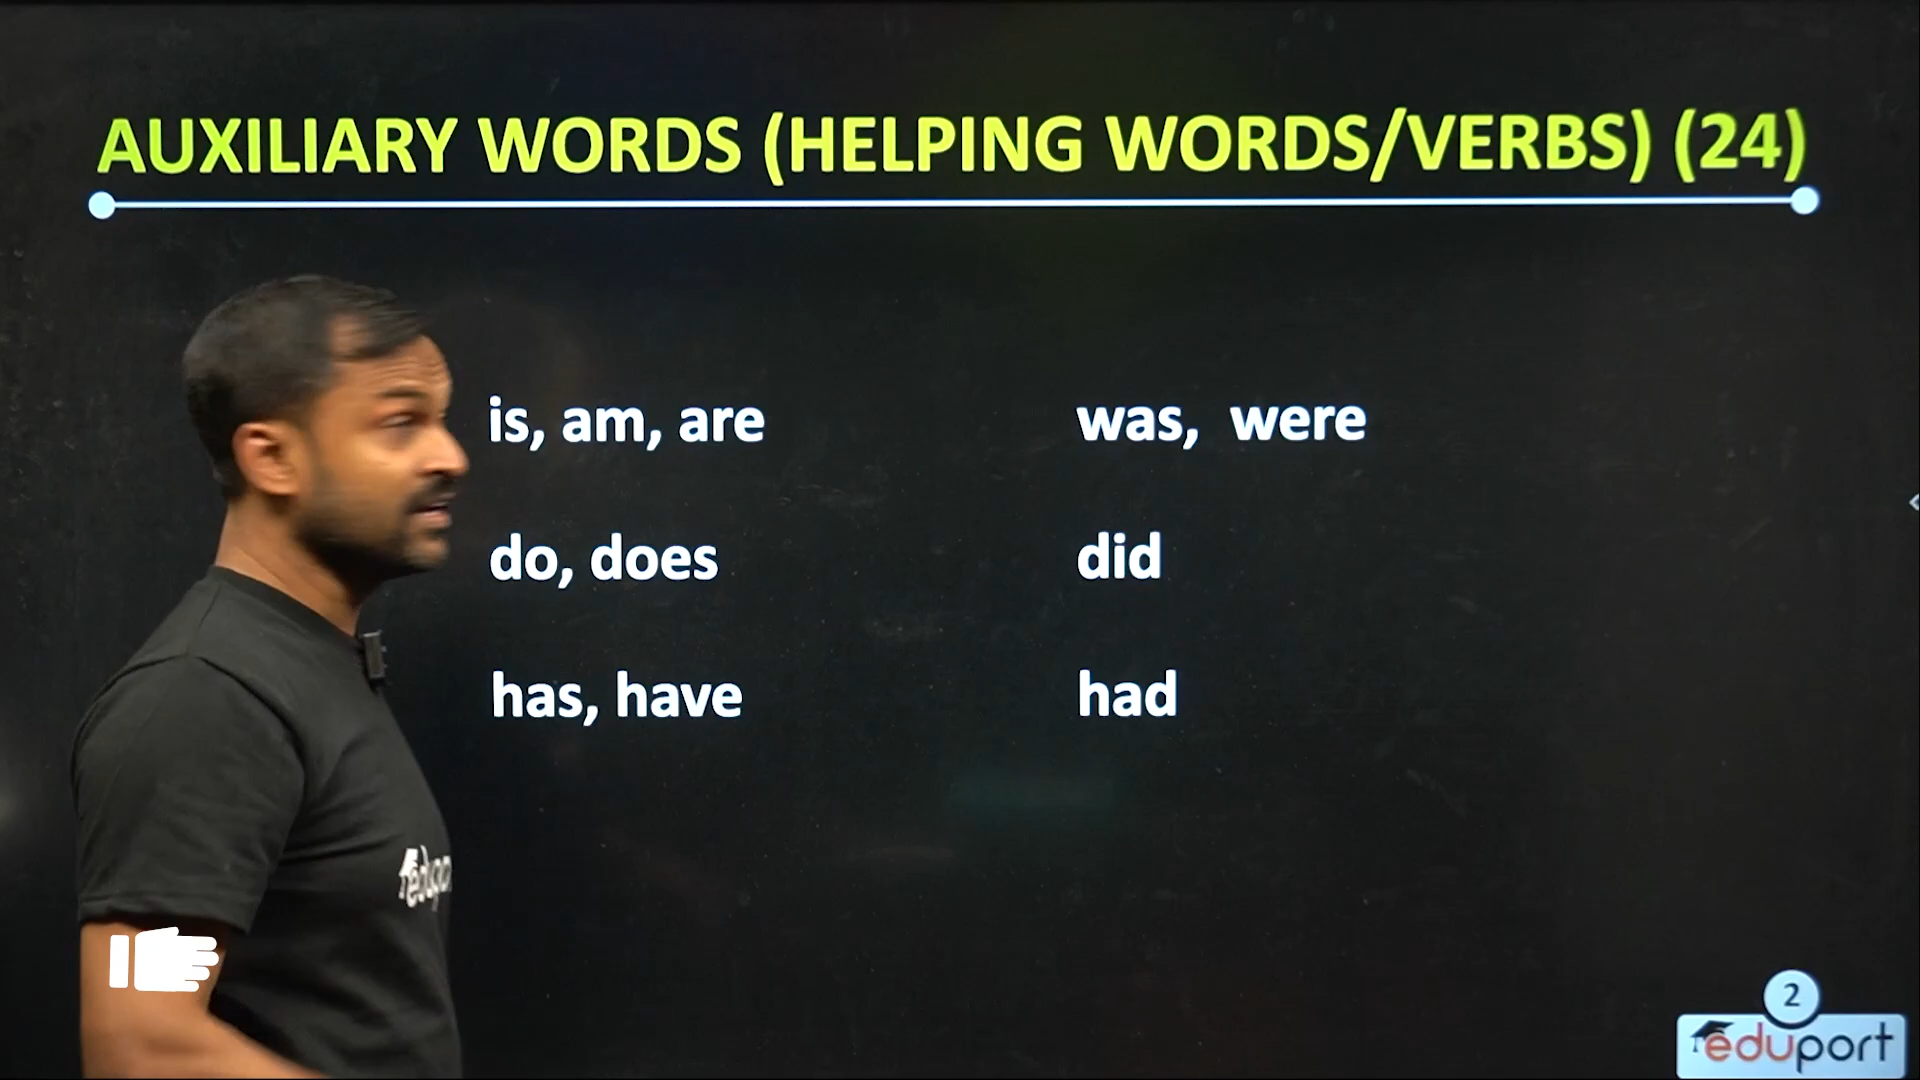 AUXILIARY WORDS (HELPING WORDS/VERBS) (24)
is, am, are was, were
do, does did
has, have had
2
eduport